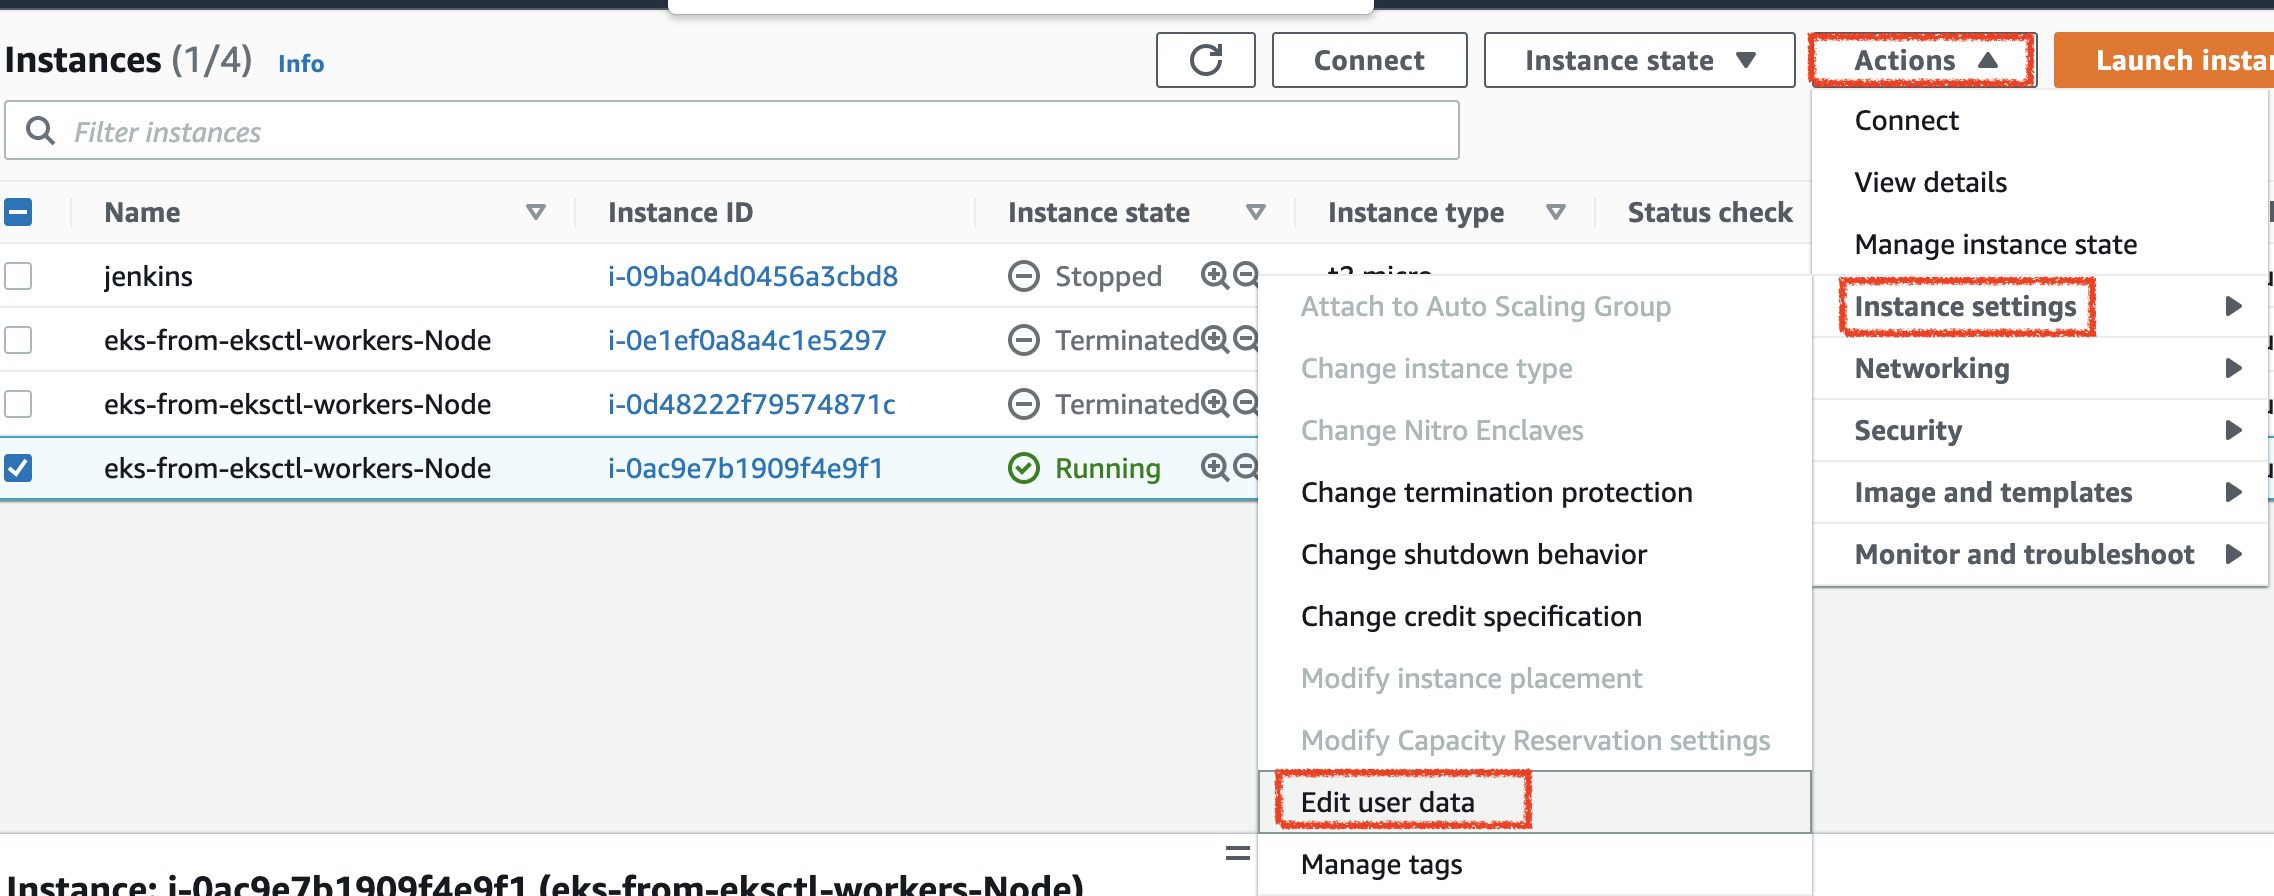 Instances (1/4) Info
Connect
Instance state
Actions
Launch
Filter instances
Connect
View details
Manage instance state
Instance settings
Networking
Security
Image and templates
Monitor and troubleshoot
Name Instance ID Instance state Instance type Status check
jenkins i-09ba04d0456a3cbd8 Stopped
eks-from-eksctl-workers-Node i-0e1ef0a8a4c1e5297 Terminated
eks-from-eksctl-workers-Node i-0d48222f79574871c Terminated
eks-from-eksctl-workers-Node i-0ac9e7b1909f4e9f1 Running
Attach to Auto Scaling Group
Change instance type
Change Nitro Enclaves
Change termination protection
Change shutdown behavior
Change credit specification
Modify instance placement
Modify Capacity Reservation settings
Edit user data
Manage tags
Instance: i-0ac9e7b1909f4e9f1 (eks-from-eksctl-workers-Node)